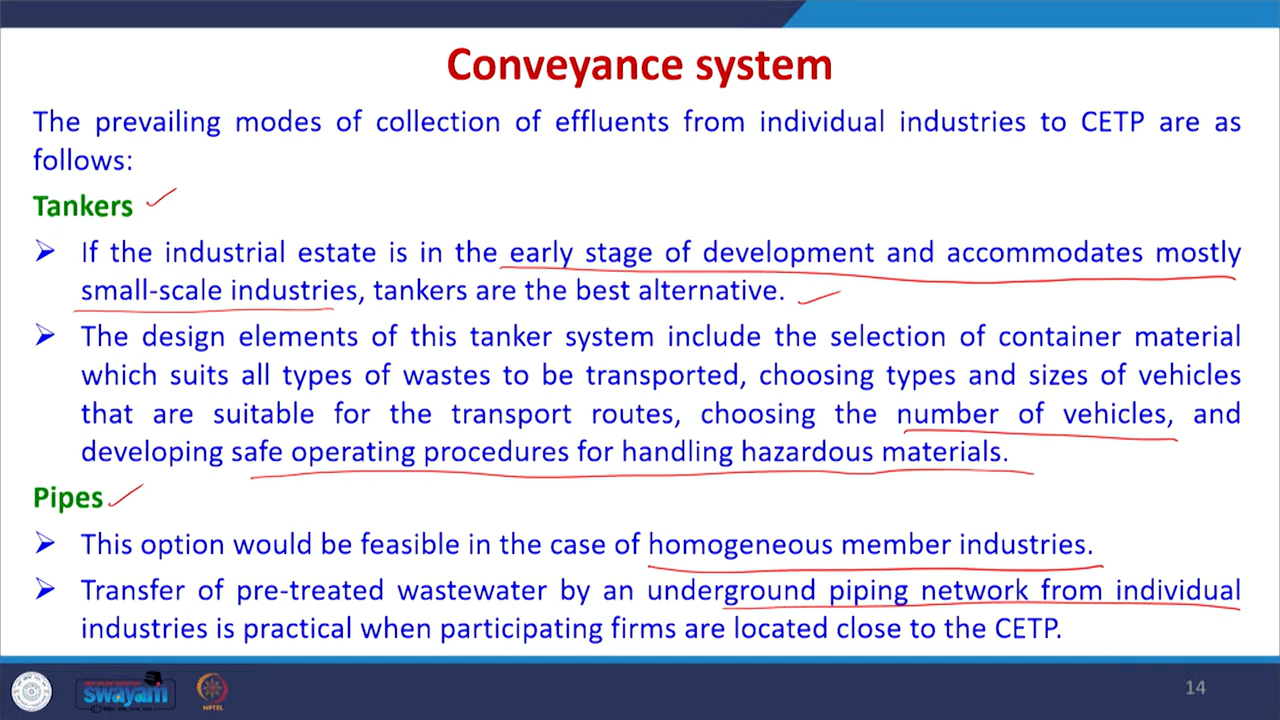 Conveyance system
The prevailing modes of collection of effluents from individual industries to CETP are as
follows:
Tankers
If the industrial estate is in the early stage of development and accommodates mostly
small-scale industries, tankers are the best alternative.
The design elements of this tanker system include the selection of container material
which suits all types of wastes to be transported, choosing types and sizes of vehicles
that are suitable for the transport routes, choosing the number of vehicles, and
developing safe operating procedures for handling hazardous materials.
Pipes
This option would be feasible in the case of homogeneous member industries.
Transfer of pre-treated wastewater by an underground piping network from individual
industries is practical when participating firms are located close to the CETP.
swayam
NPTEL
14